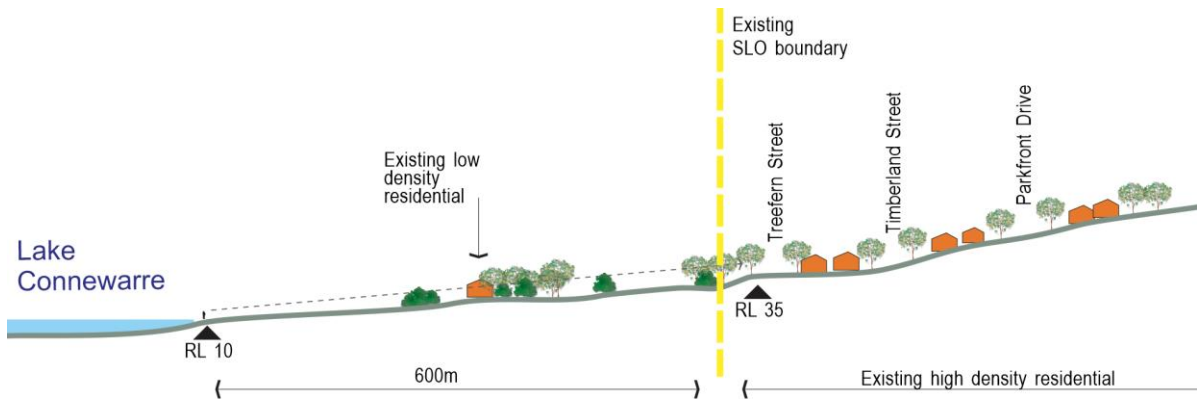 Existing
SLO boundary
Existing low
density
residential
Treefern Street
Timberland Street
Parkfront Drive
Lake
Connewarre
RL 10
RL 35
600m
Existing high density residential